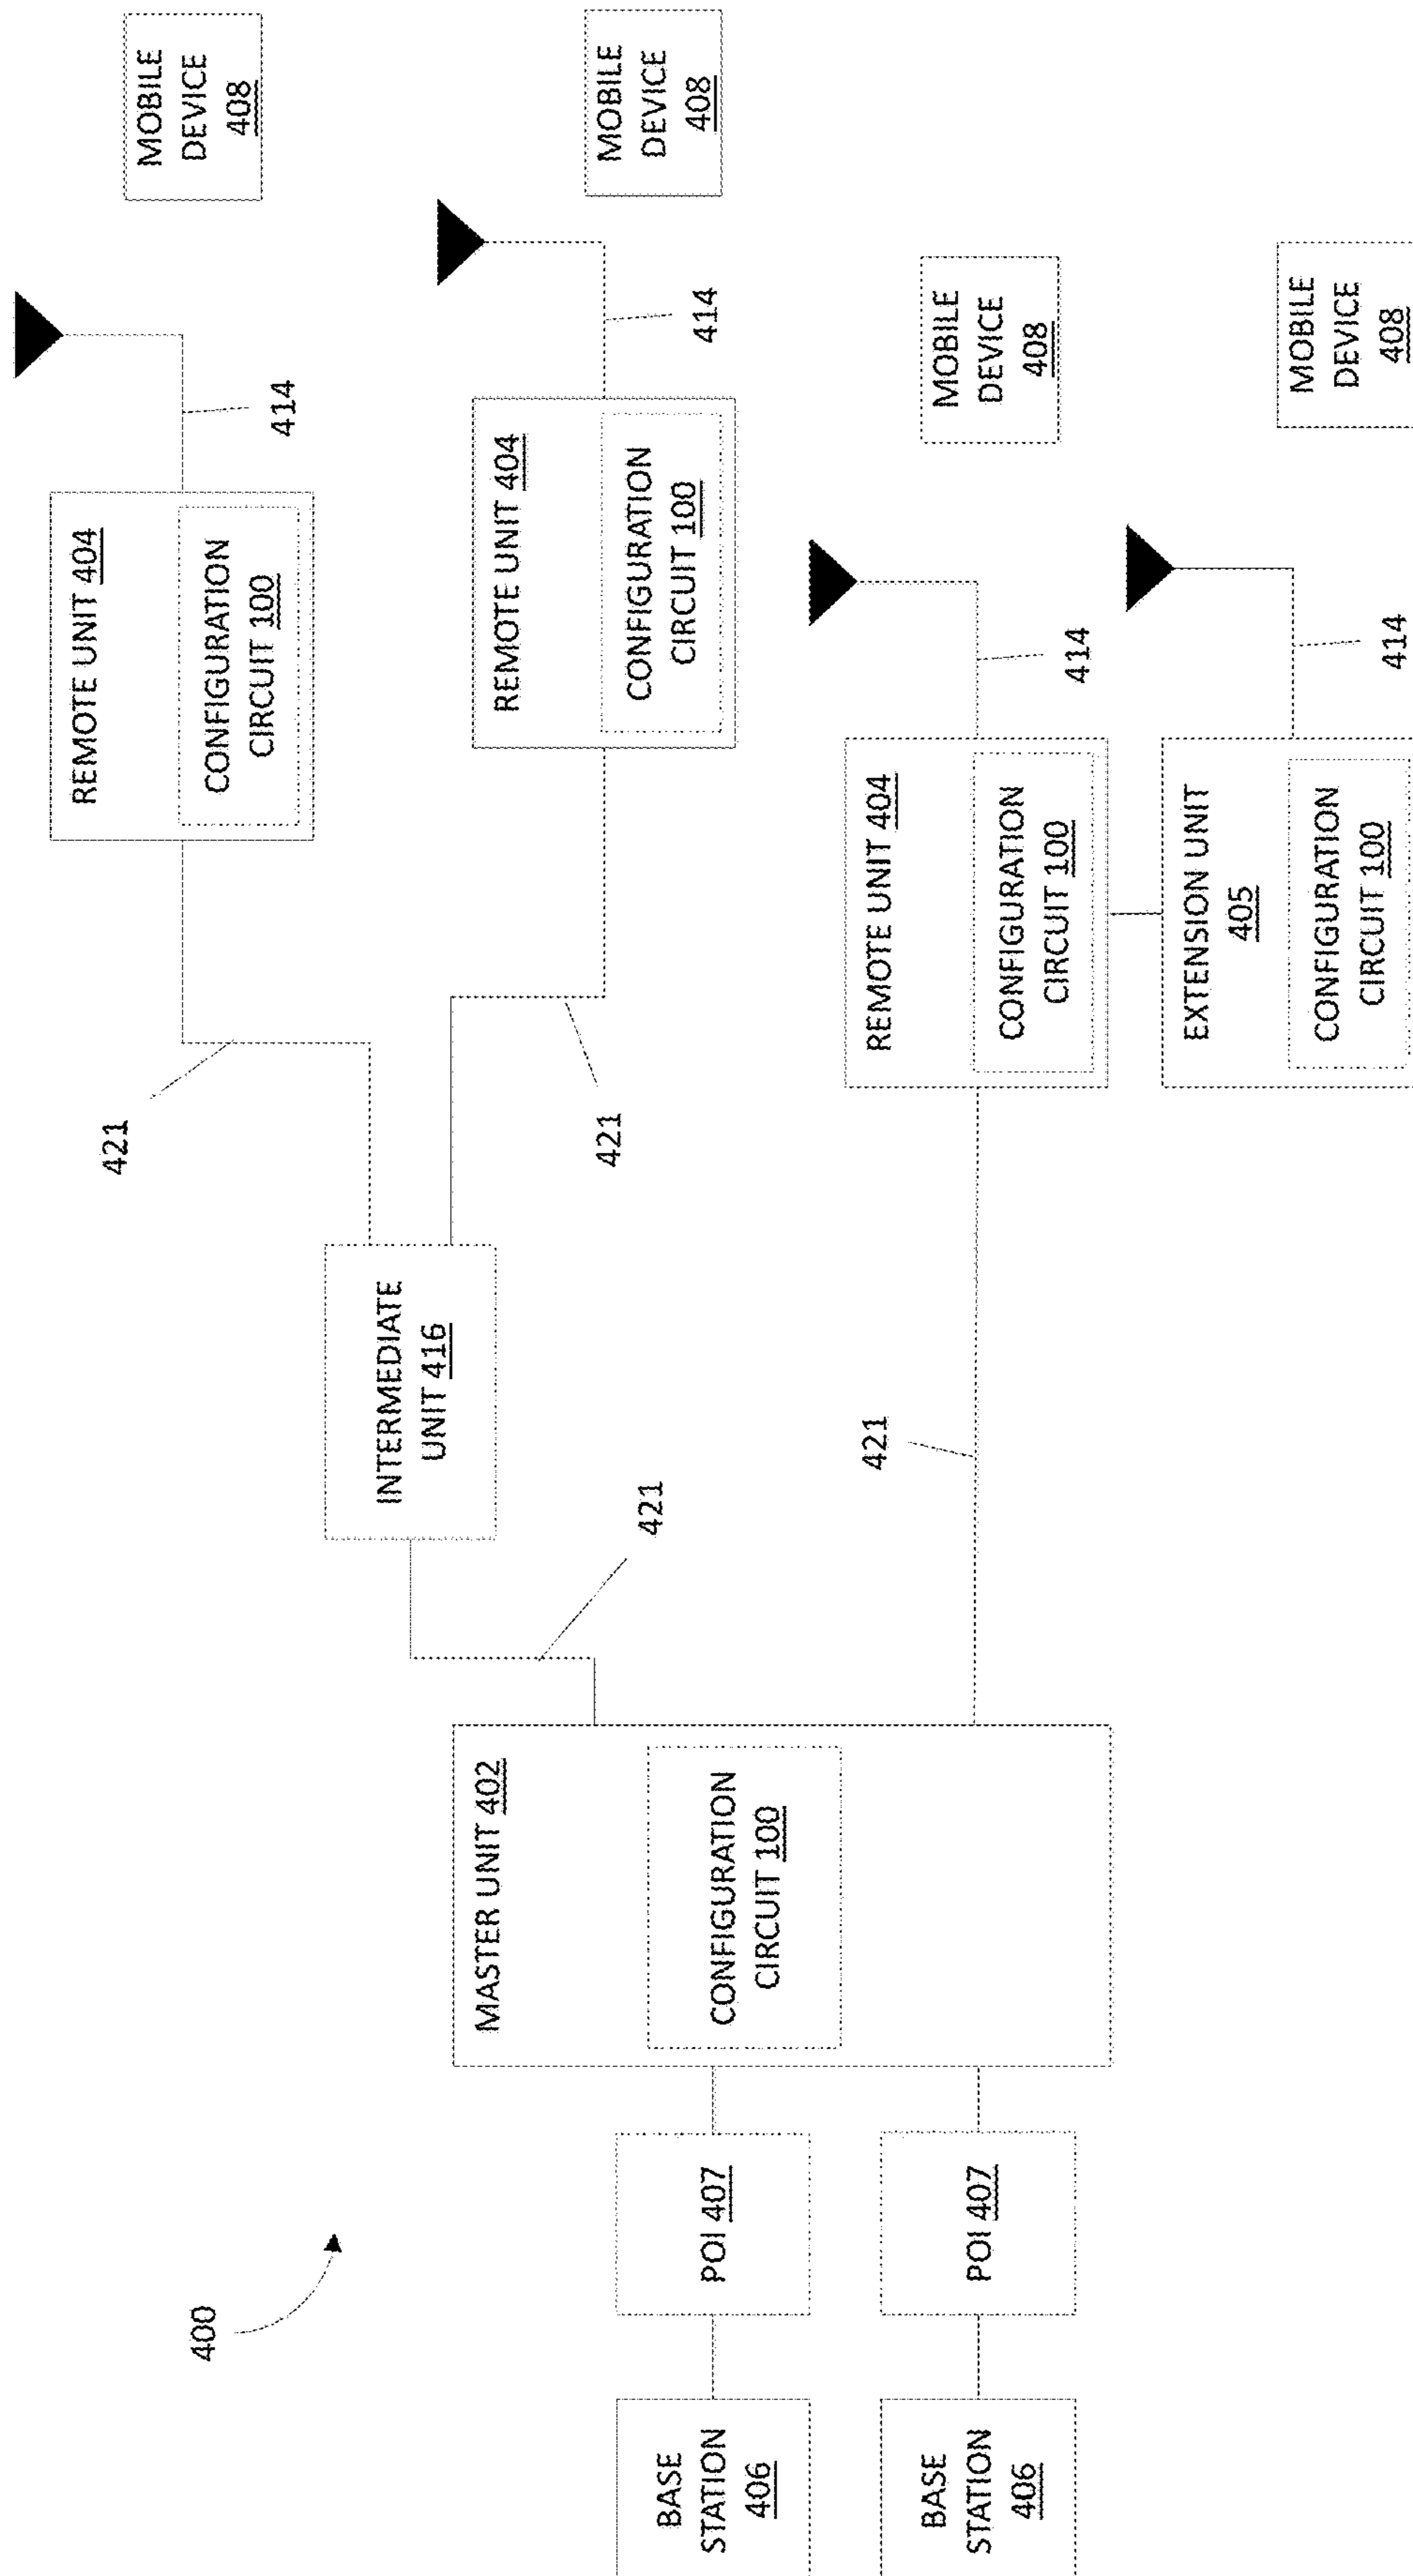 400
BASE
STATION
406
BASE
STATION
406
POI 407
POI 407
MASTER UNIT 402
CONFIGURATION
CIRCUIT 100
421
421
INTERMEDIATE
UNIT 416
421
421
REMOTE UNIT 404
CONFIGURATION
CIRCUIT 100
414
MOBILE
DEVICE
408
REMOTE UNIT 404
CONFIGURATION
CIRCUIT 100
414
MOBILE
DEVICE
408
REMOTE UNIT 404
CONFIGURATION
CIRCUIT 100
414
MOBILE
DEVICE
408
EXTENSION UNIT
405
CONFIGURATION
CIRCUIT 100
414
MOBILE
DEVICE
408